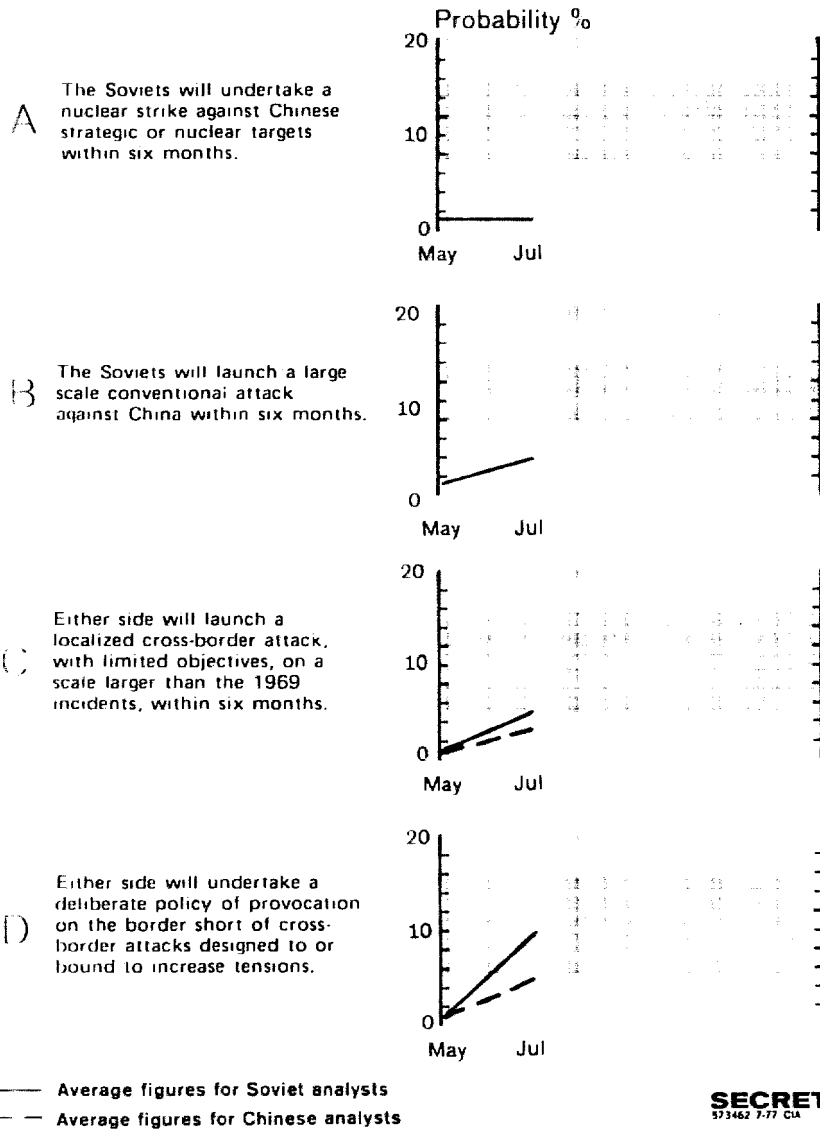 Probability %
20
A
The Soviets will undertake a
nuclear strike against Chinese
strategic or nuclear targets
within six months.
10
0
May Jul
20
B
The Soviets will launch a large
scale conventional attack
against China within six months.
10
0
May Jul
20
C
Either side will launch a
localized cross-border attack,
with limited objectives, on a
scale larger than the 1969
incidents, within six months.
10
0
May Jul
20
D
Either side will undertake a
deliberate policy of provocation
on the border short of cross-
border attacks designed to or
bound to increase tensions.
10
0
May Jul
Average figures for Soviet analysts
Average figures for Chinese analysts
SECRET
573462 7-77 CIA